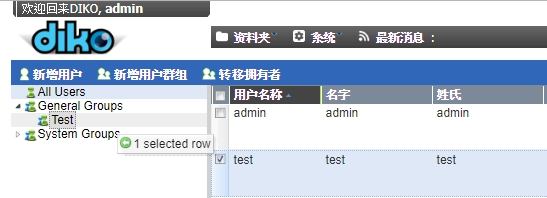 欢迎回来DIKO, admin
diko
资料夹 系统 最新消息 :
新增用户 新增用户群组 转移拥有者
All Users
General Groups
Test
System Groups
1 selected row
用户名称 名字 姓氏
admin admin admin
test test test